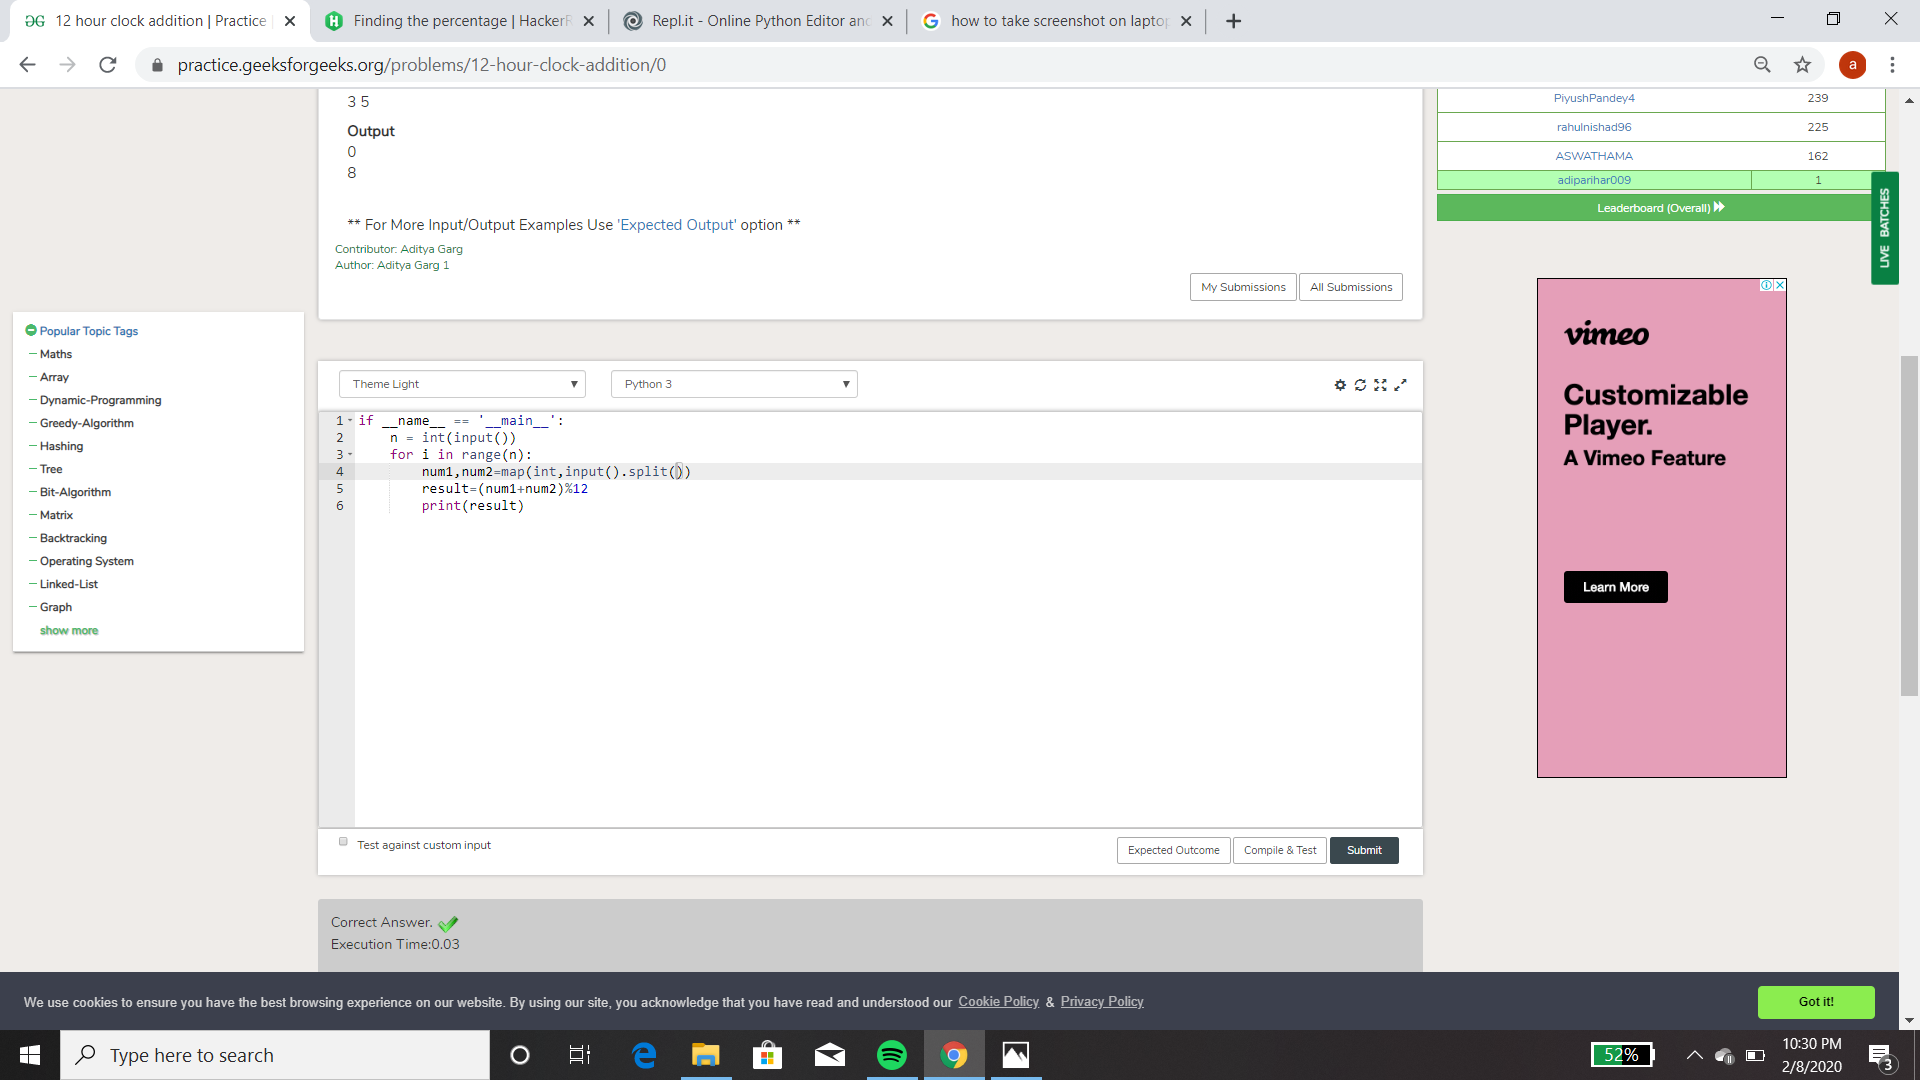 12 hour clock addition | Practice
Finding the percentage | HackerR
Repl.it - Online Python Editor and
how to take screenshot on laptop
practice.geeksforgeeks.org/problems/12-hour-clock-addition/0
a
3 5
Output
0
8
** For More Input/Output Examples Use 'Expected Output' option **
Contributor: Aditya Garg
Author: Aditya Garg 1
My Submissions
All Submissions
PiyushPandey4 239
rahulnishad96 225
ASWATHAMA 162
adiparihar009 1
Leaderboard (Overall)
LIVE BATCHES
Popular Topic Tags
Maths
Array
Dynamic-Programming
Greedy-Algorithm
Hashing
Tree
Bit-Algorithm
Matrix
Backtracking
Operating System
Linked-List
Graph
show more
Theme Light
Python 3
1 if __name__ == '__main__':
2 n = int(input())
3 for i in range(n):
4 num1,num2=map(int,input().split())
5 result=(num1+num2)%12
6 print(result)
Test against custom input
Expected Outcome
Compile & Test
Submit
vimeo
Customizable
Player.
A Vimeo Feature
Learn More
Correct Answer.
Execution Time:0.03
We use cookies to ensure you have the best browsing experience on our website. By using our site, you acknowledge that you have read and understood our Cookie Policy & Privacy Policy
Got it!
Type here to search
52%
10:30 PM
2/8/2020
3